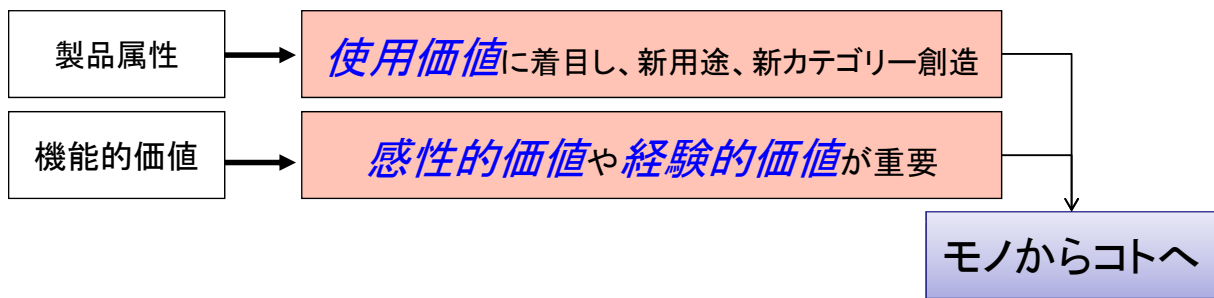 製品属性
使用価値に着目し、新用途、新カテゴリー創造
機能的価値
感性的価値や経験的価値が重要
モノからコトへ